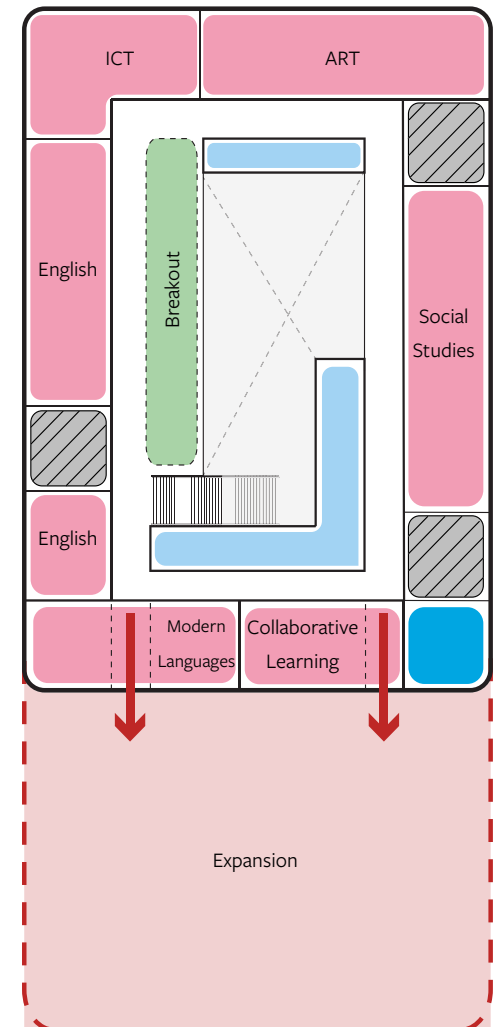 ICT
ART
English
Breakout
Social
Studies
English
Modern
Languages
Collaborative
Learning
Expansion